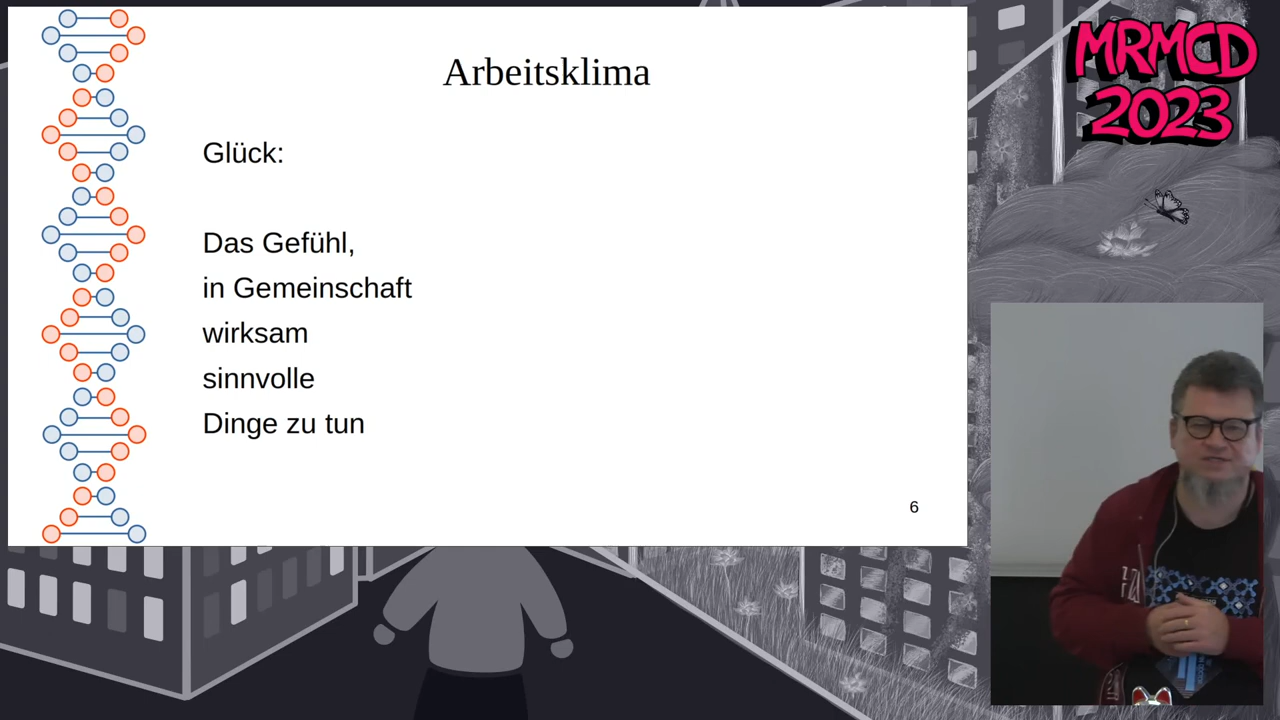 Arbeitsklima
Glück:
Das Gefühl,
in Gemeinschaft
wirksam
sinnvolle
Dinge zu tun
6
MRMCD
2023